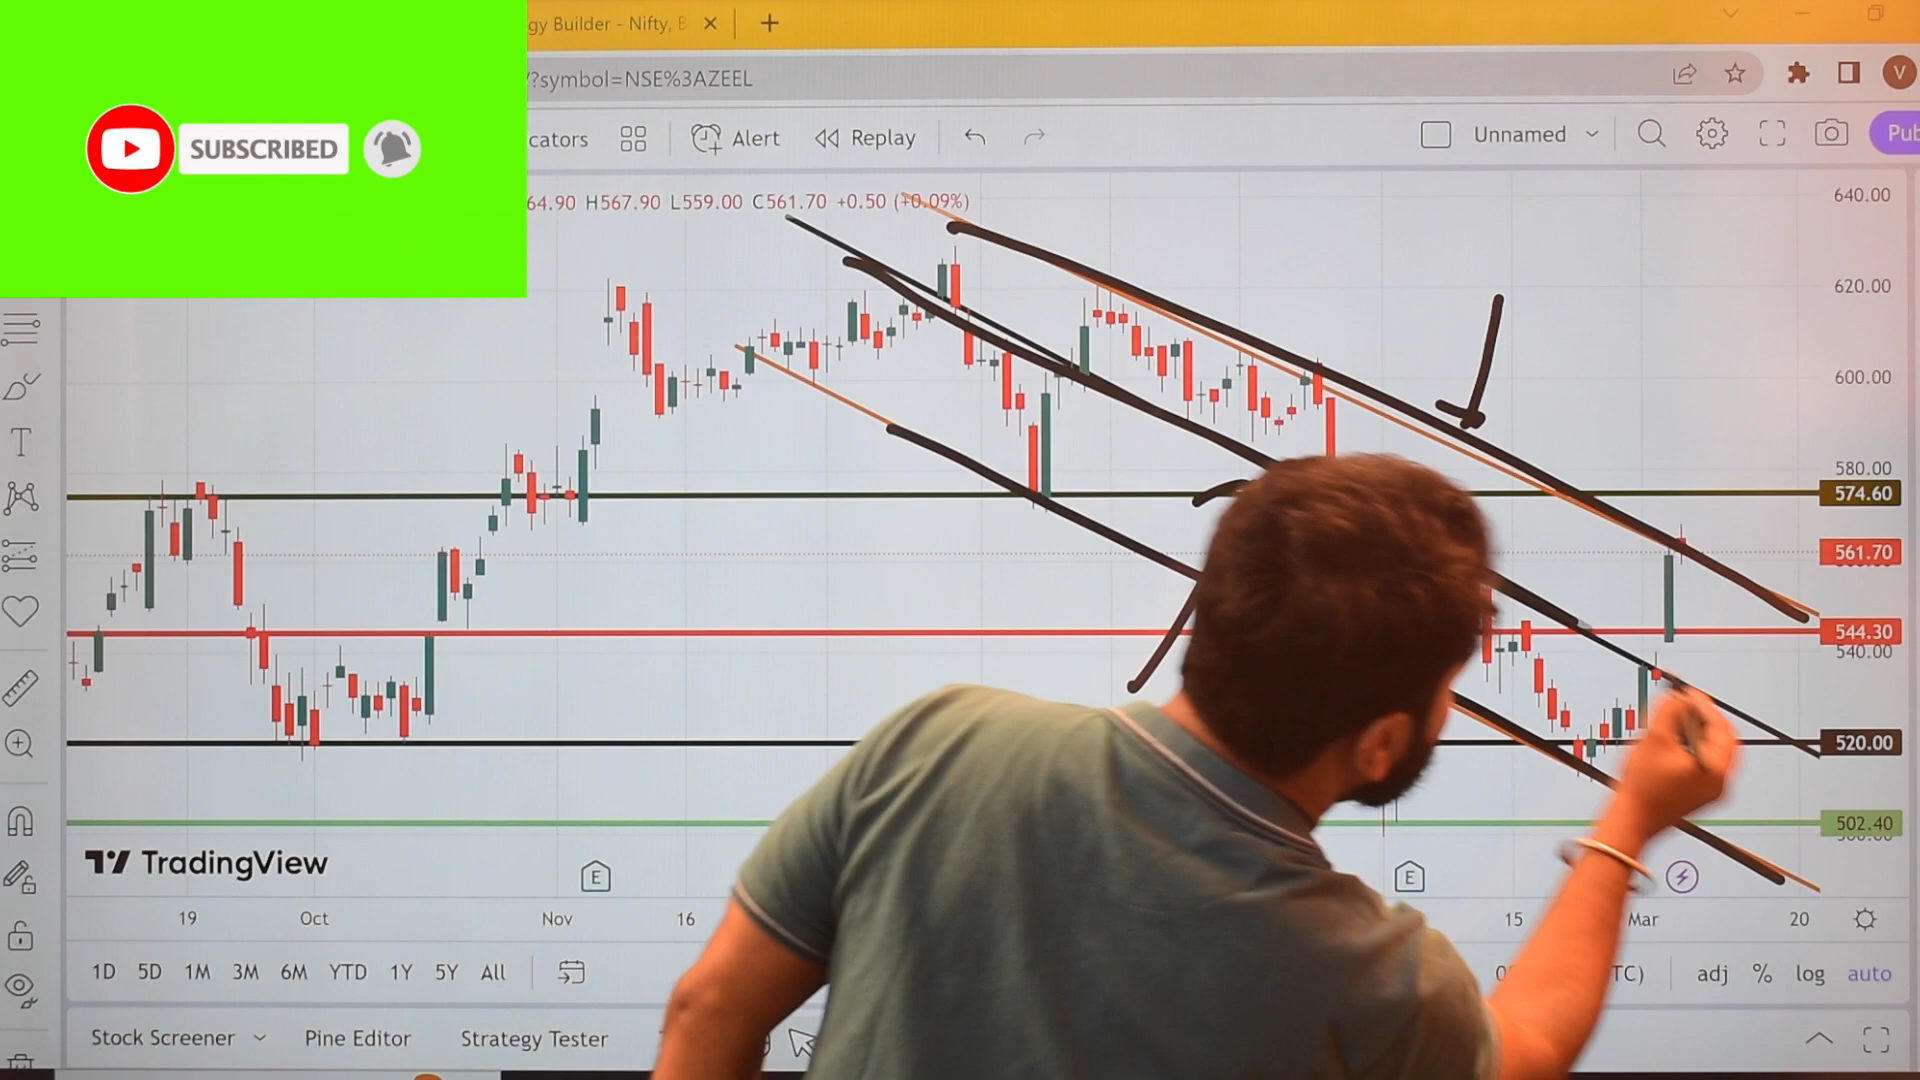 gy Builder - Nifty, B
/?symbol=NSE%3AZEEL
V
SUBSCRIBED
cators
Alert
Replay
Unnamed
Pub
64.90 H567.90 L559.00 C561.70 +0.50 (+0.09%)
640.00
620.00
600.00
580.00
574.60
561.70
544.30
540.00
520.00
502.40
TradingView
E
E
19
Oct
Nov
16
15
Mar
20
1D 5D 1M 3M 6M YTD 1Y 5Y All
TC)
adj % log auto
Stock Screener
Pine Editor
Strategy Tester